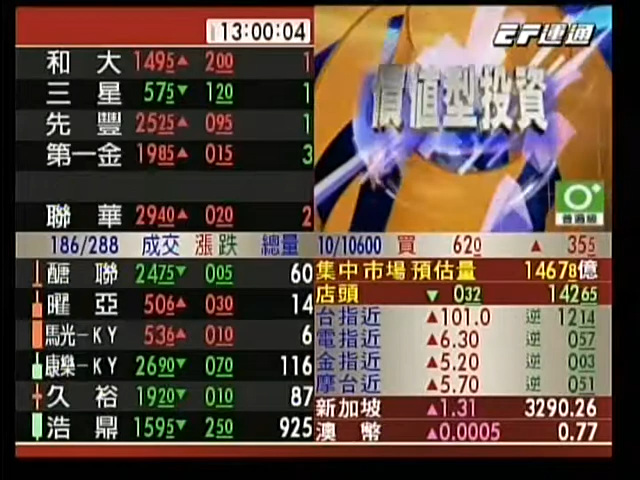 13:00:04
和大 1495▲ 200 1
三星 575▼ 120 1
先豐 2525▲ 095 1
第一金 1985▲ 015 3
聯華 2940▲ 020 2
186/288 成交 漲跌 總量
醣聯 2475▼ 005 60
曜亞 506▲ 030 14
馬光-KY 536▲ 010 6
康樂-KY 2690▼ 070 116
久裕 1920▼ 010 87
浩鼎 1595▼ 250 925
ET運通
價值型投資
普遍級
10/10600 買 620 ▲ 355
集中市場預估量 14678億
店頭 ▼ 032 14265
台指近 ▲101.0 逆 1214
電指近 ▲6.30 逆 057
金指近 ▲5.20 逆 003
摩台近 ▲5.70 逆 051
新加坡 ▲1.31 3290.26
澳幣 ▲0.0005 0.77